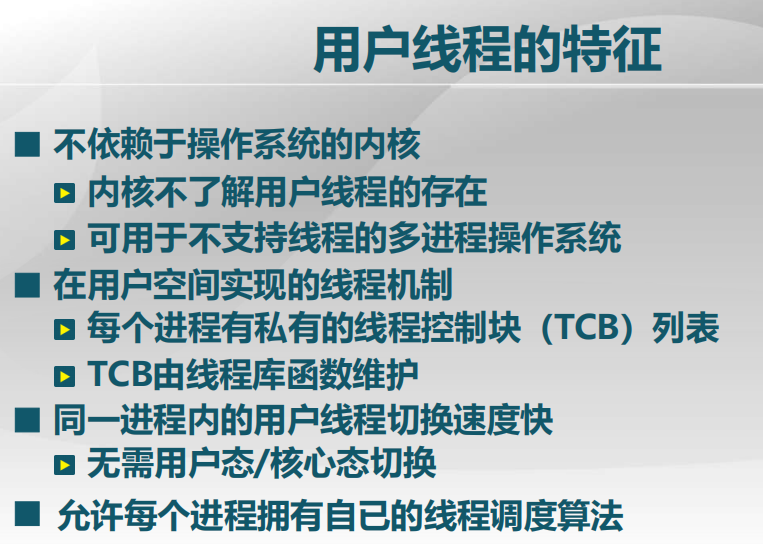 用户线程的特征
不依赖于操作系统的内核
内核不了解用户线程的存在
可用于不支持线程的多进程操作系统
在用户空间实现的线程机制
每个进程有私有的线程控制块（TCB）列表
TCB由线程库函数维护
同一进程内的用户线程切换速度快
无需用户态/核心态切换
允许每个进程拥有自已的线程调度算法